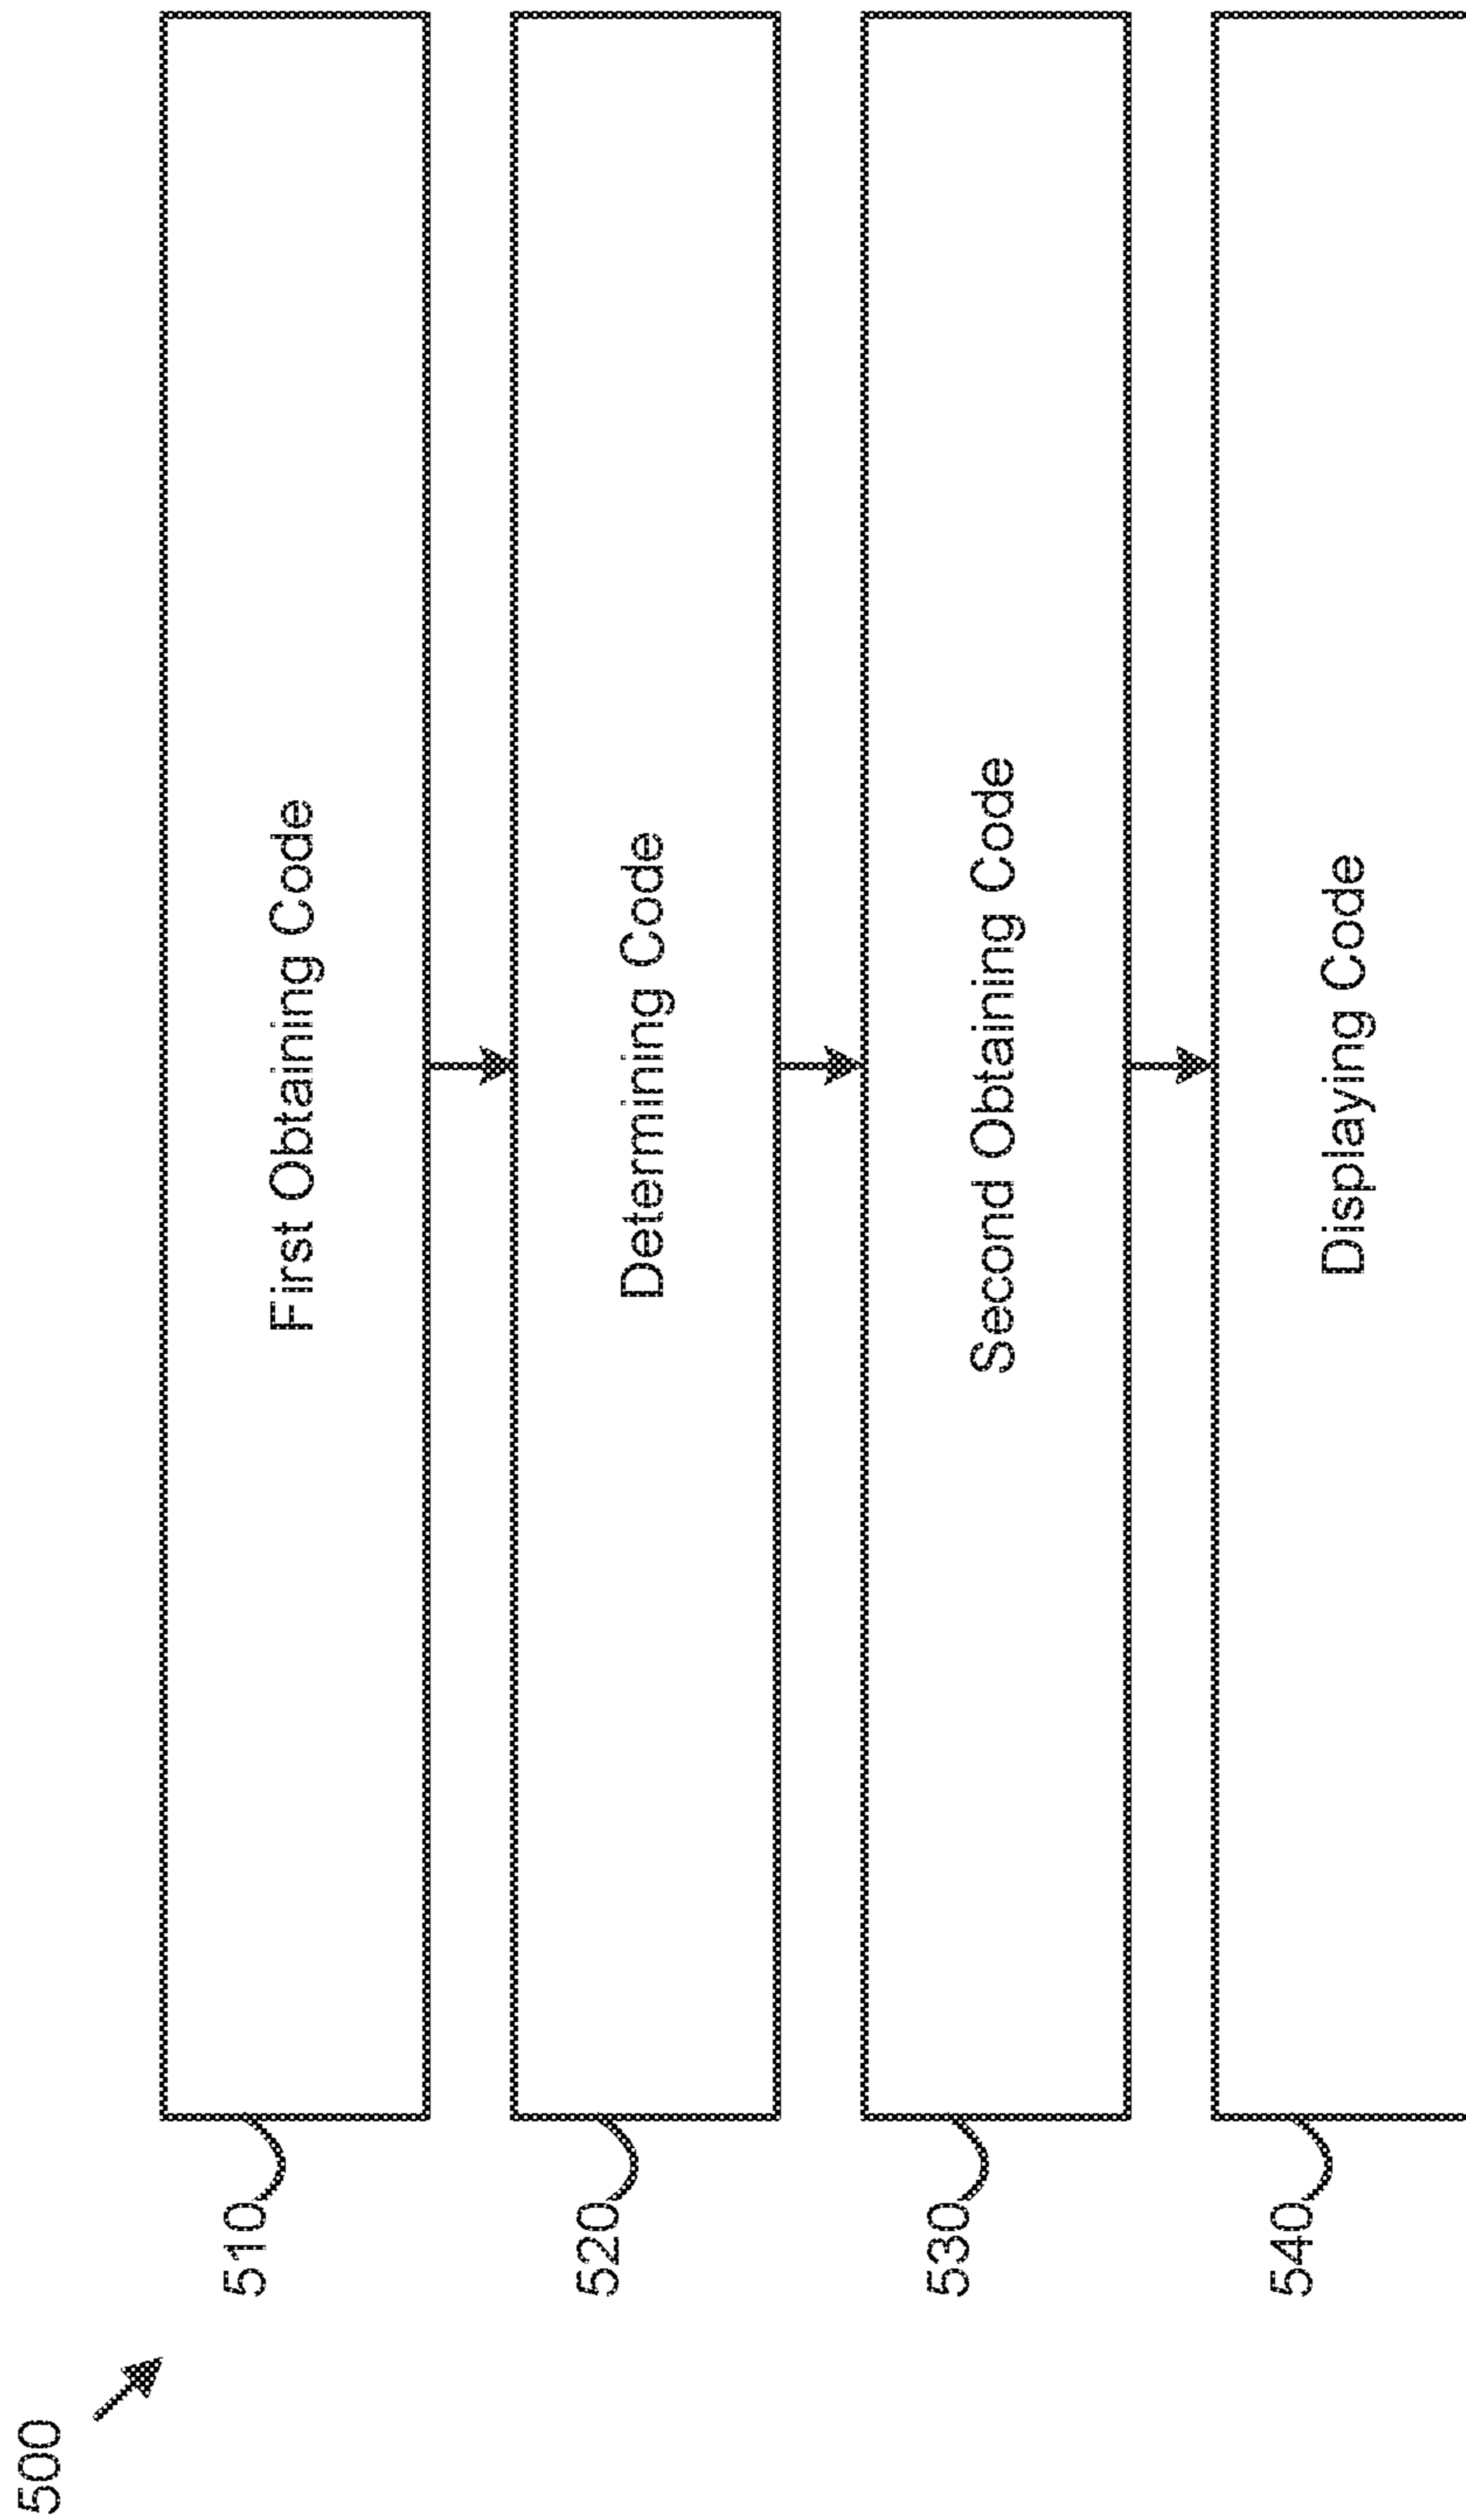 500
510
First Obtaining Code
520
Determining Code
530
Second Obtaining Code
540
Displaying Code